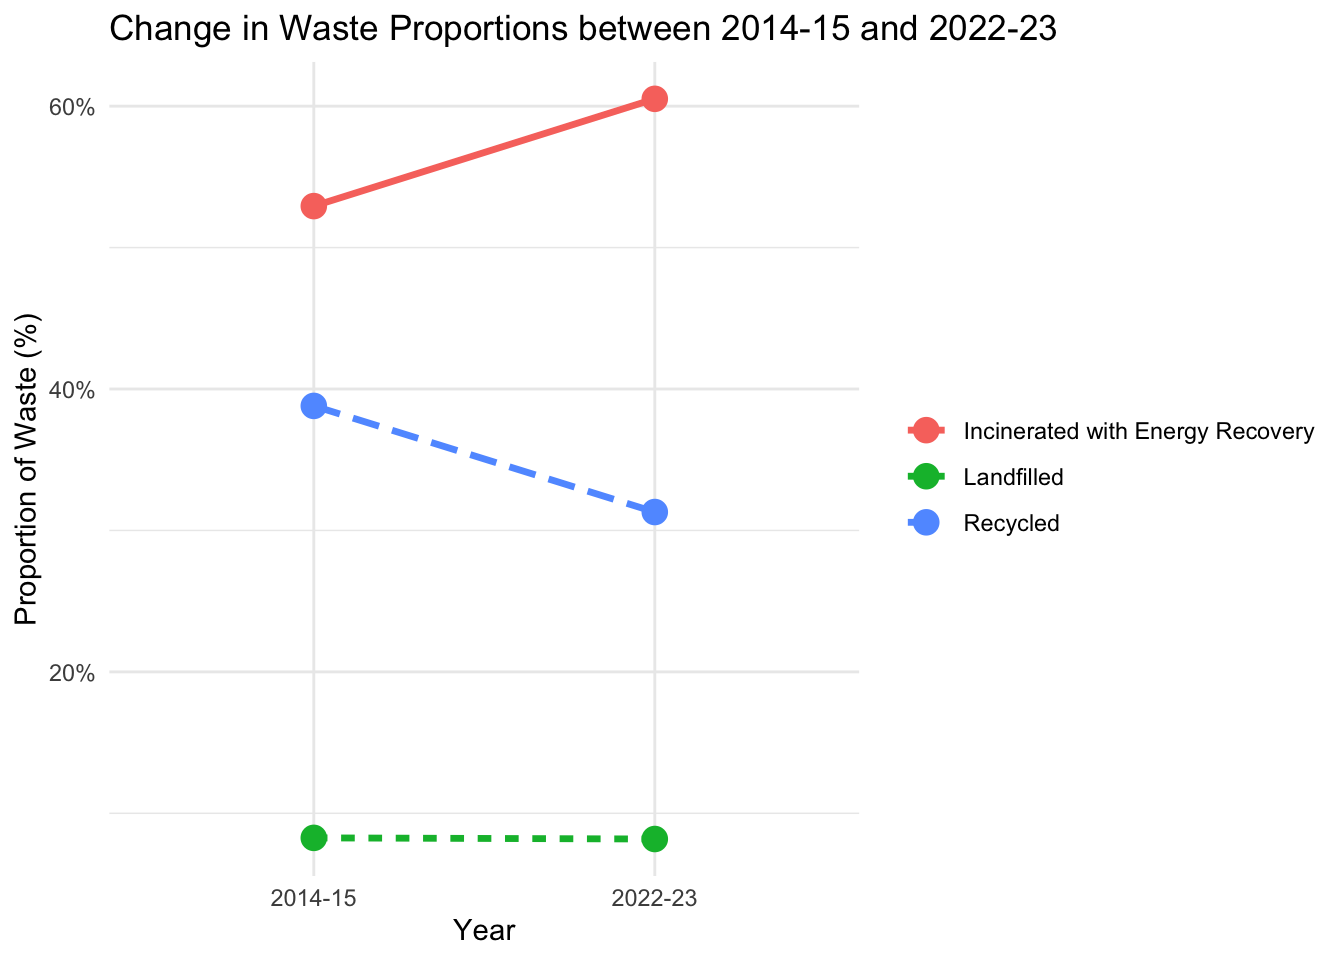 Change in Waste Proportions between 2014-15 and 2022-23
Proportion of Waste (%)
60%
40%
20%
2014-15
2022-23
Year
Incinerated with Energy Recovery
Landfilled
Recycled